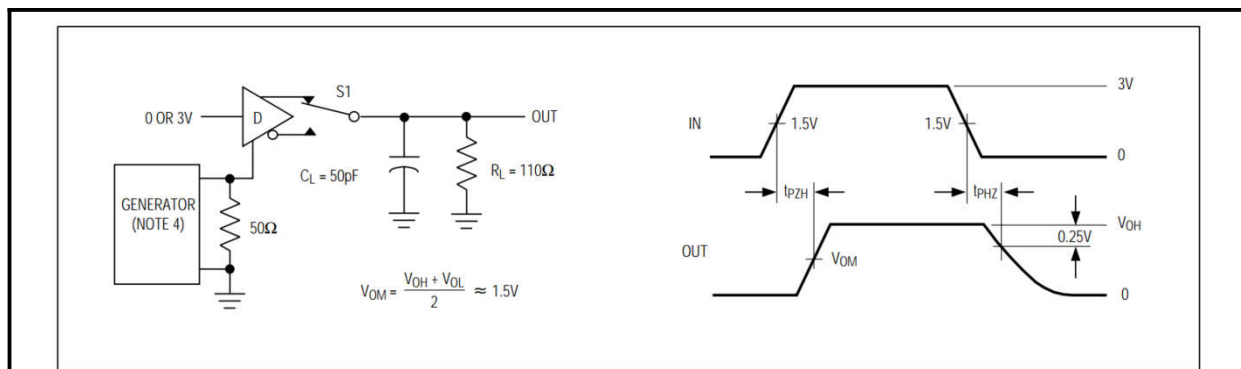 S1
0 OR 3V
D
OUT
C_L = 50pF
R_L = 110Ω
GENERATOR
(NOTE 4)
50Ω
V_OM = (V_OH + V_OL) / 2 ≈ 1.5V
3V
IN
1.5V
1.5V
0
t_PZH
t_PHZ
V_OH
0.25V
OUT
V_OM
0